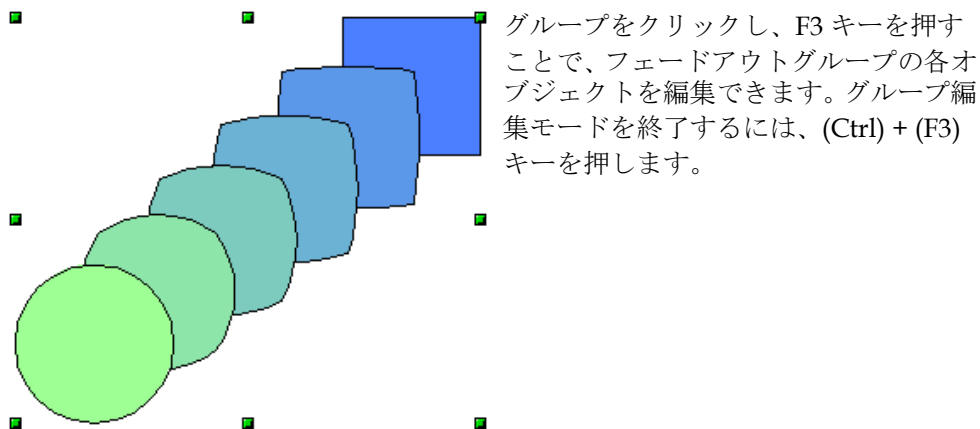 グループをクリックし、F3 キーを押す
ことで、フェードアウトグループの各オ
ブジェクトを編集できます。グループ編
集モードを終了するには、(Ctrl) + (F3)
キーを押します。